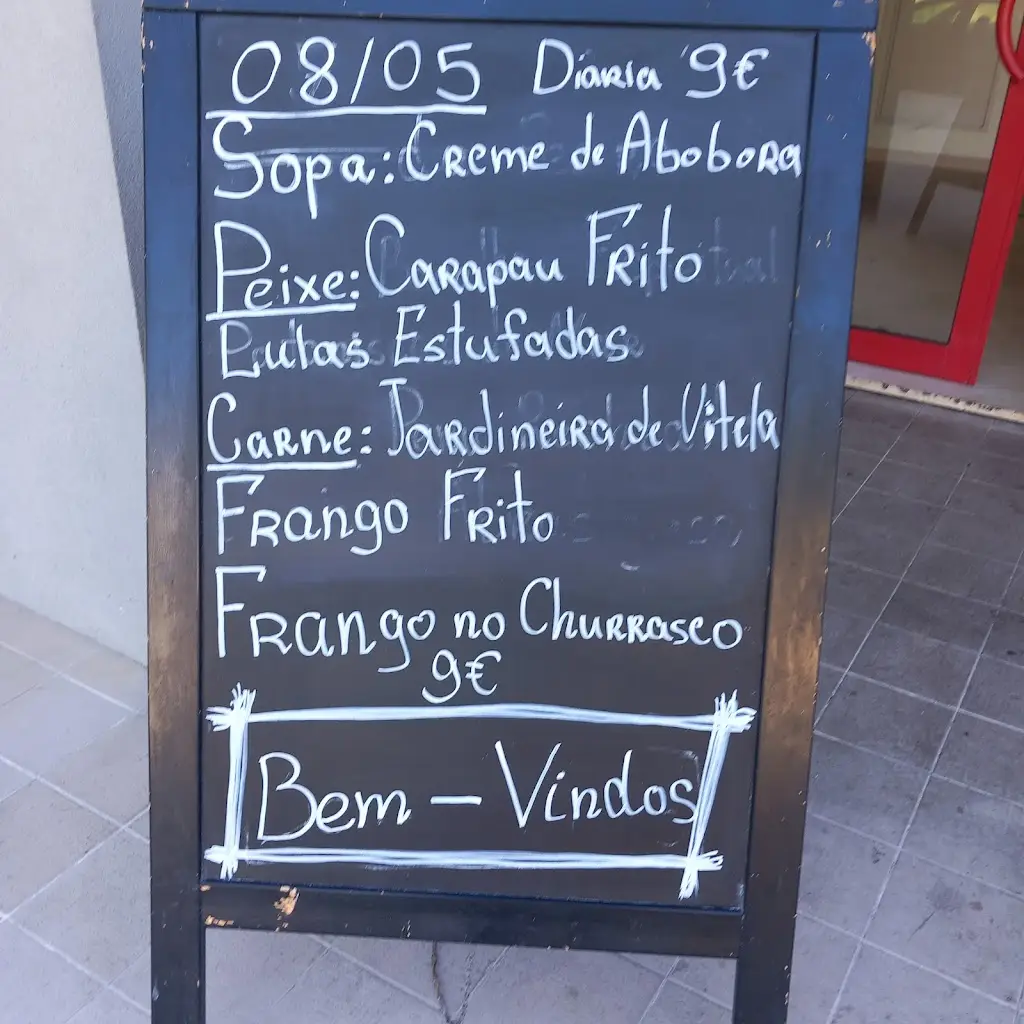 08/05 Diaria 9€
Sopa: Creme de Abobora
Peixe: Carapau Frito
Lulas Estufadas
Carne: Jardineira de Vitela
Frango Frito
Frango no Churrasco
9€
Bem - Vindos